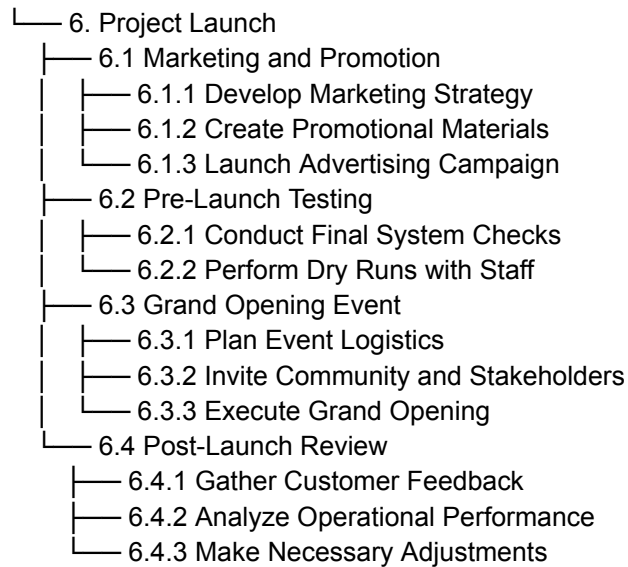 └── 6. Project Launch
├── 6.1 Marketing and Promotion
│ ├── 6.1.1 Develop Marketing Strategy
│ ├── 6.1.2 Create Promotional Materials
│ └── 6.1.3 Launch Advertising Campaign
├── 6.2 Pre-Launch Testing
│ ├── 6.2.1 Conduct Final System Checks
│ └── 6.2.2 Perform Dry Runs with Staff
├── 6.3 Grand Opening Event
│ ├── 6.3.1 Plan Event Logistics
│ ├── 6.3.2 Invite Community and Stakeholders
│ └── 6.3.3 Execute Grand Opening
└── 6.4 Post-Launch Review
├── 6.4.1 Gather Customer Feedback
├── 6.4.2 Analyze Operational Performance
└── 6.4.3 Make Necessary Adjustments